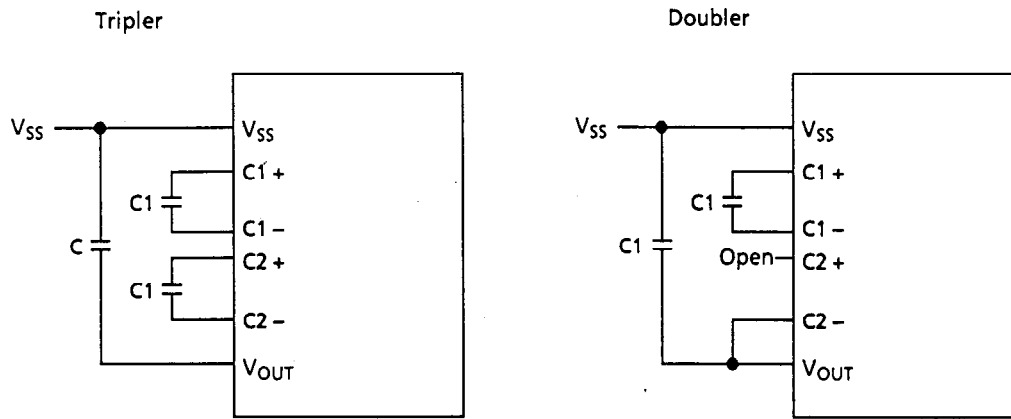 Tripler
VSS
VSS
C1 +
C1
C1 −
C
C2 +
C1
C2 −
VOUT
Doubler
VSS
VSS
C1 +
C1
C1 −
C1
Open
C2 +
C2 −
VOUT